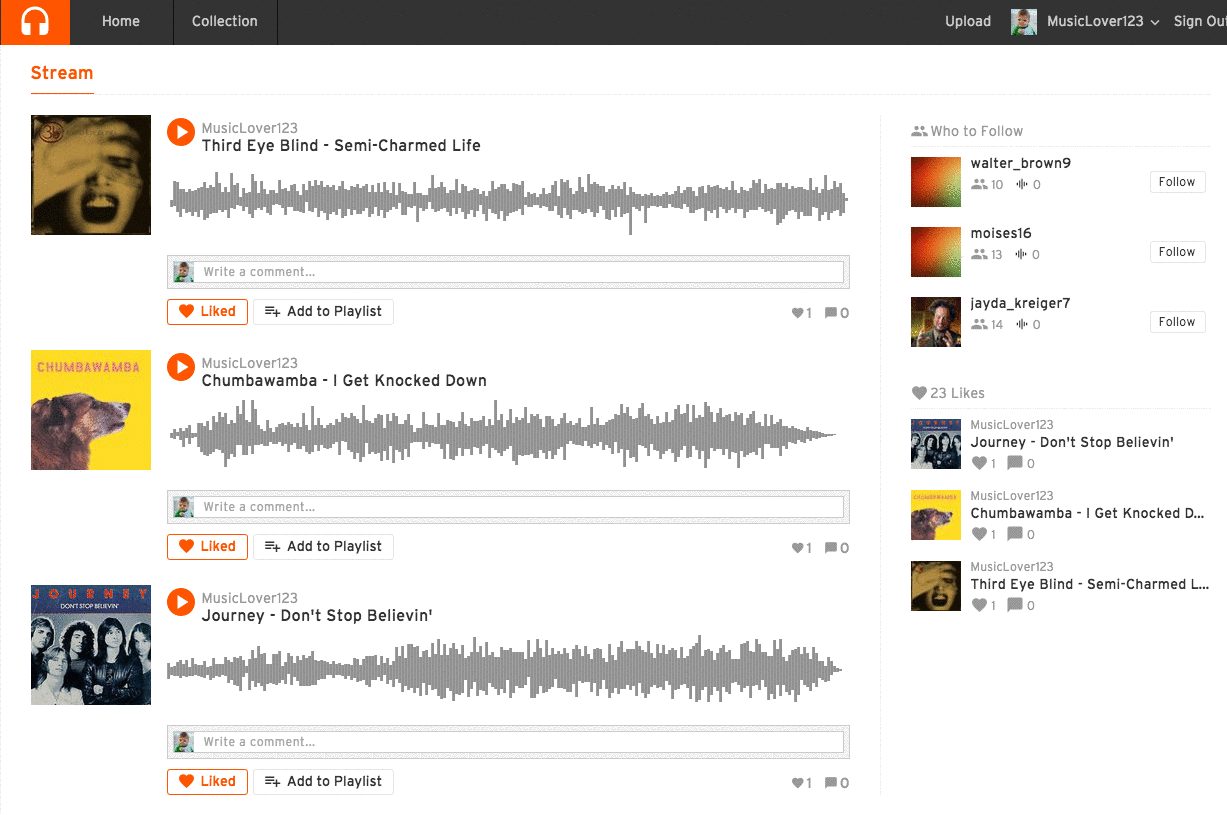 Home
Collection
Upload
MusicLover123
Sign Ou
Stream
MusicLover123
Third Eye Blind - Semi-Charmed Life
Write a comment...
Liked
Add to Playlist
1
0
CHUMBAWAMBA
MusicLover123
Chumbawamba - I Get Knocked Down
Write a comment...
Liked
Add to Playlist
1
0
JOURNEY
DON'T STOP BELIEVIN'
MusicLover123
Journey - Don't Stop Believin'
Write a comment...
Liked
Add to Playlist
1
0
Who to Follow
walter_brown9
10
0
Follow
moises16
13
0
Follow
jayda_kreiger7
14
0
Follow
23 Likes
JOURNEY
MusicLover123
Journey - Don't Stop Believin'
1
0
CHUMBAWAMBA
MusicLover123
Chumbawamba - I Get Knocked D...
1
0
MusicLover123
Third Eye Blind - Semi-Charmed L...
1
0